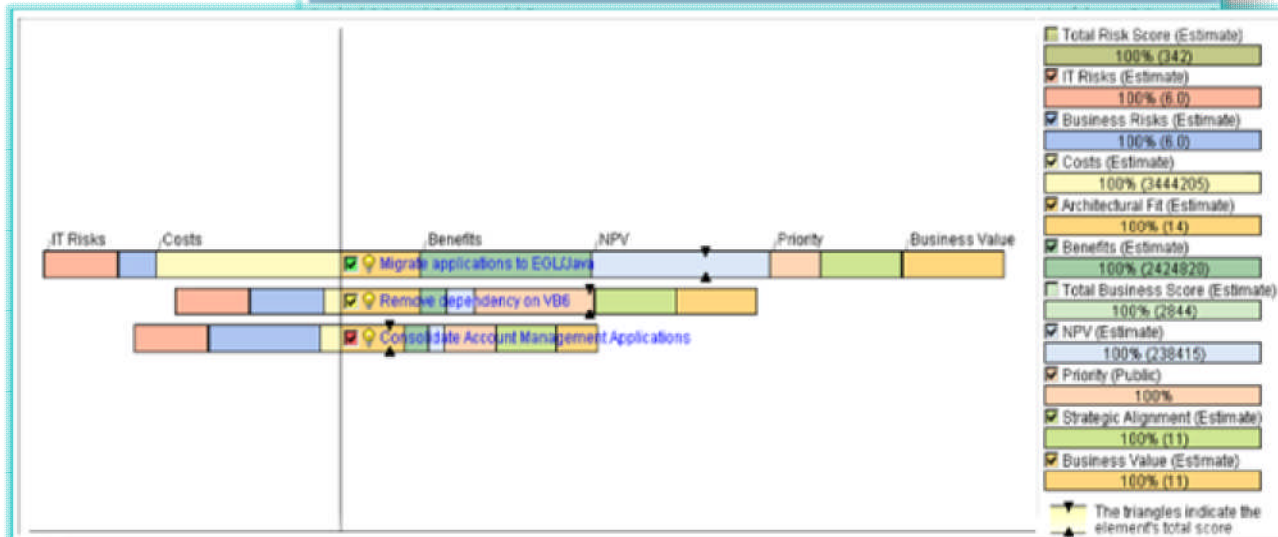 IT Risks Costs Benefits NPV Priority Business Value
Migrate applications to EGL/Java
Remove dependency on VB6
Consolidate Account Management Applications
Total Risk Score (Estimate)
100% (342)
IT Risks (Estimate)
100% (6.0)
Business Risks (Estimate)
100% (6.0)
Costs (Estimate)
100% (3444205)
Architectural Fit (Estimate)
100% (14)
Benefits (Estimate)
100% (2424820)
Total Business Score (Estimate)
100% (2844)
NPV (Estimate)
100% (238415)
Priority (Public)
100%
Strategic Alignment (Estimate)
100% (11)
Business Value (Estimate)
100% (11)
The triangles indicate the
element's total score